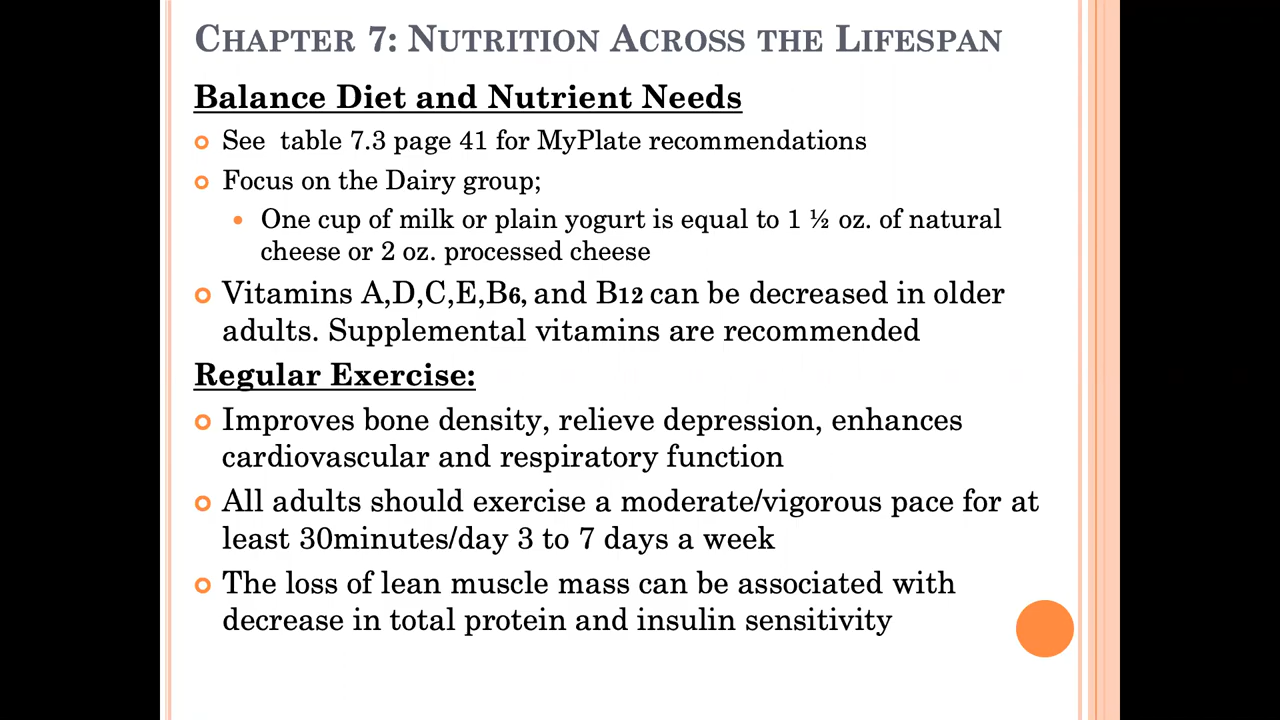 CHAPTER 7: NUTRITION ACROSS THE LIFESPAN
Balance Diet and Nutrient Needs
See table 7.3 page 41 for MyPlate recommendations
Focus on the Dairy group;
One cup of milk or plain yogurt is equal to 1 ½ oz. of natural
cheese or 2 oz. processed cheese
Vitamins A,D,C,E,B6, and B12 can be decreased in older
adults. Supplemental vitamins are recommended
Regular Exercise:
Improves bone density, relieve depression, enhances
cardiovascular and respiratory function
All adults should exercise a moderate/vigorous pace for at
least 30minutes/day 3 to 7 days a week
The loss of lean muscle mass can be associated with
decrease in total protein and insulin sensitivity